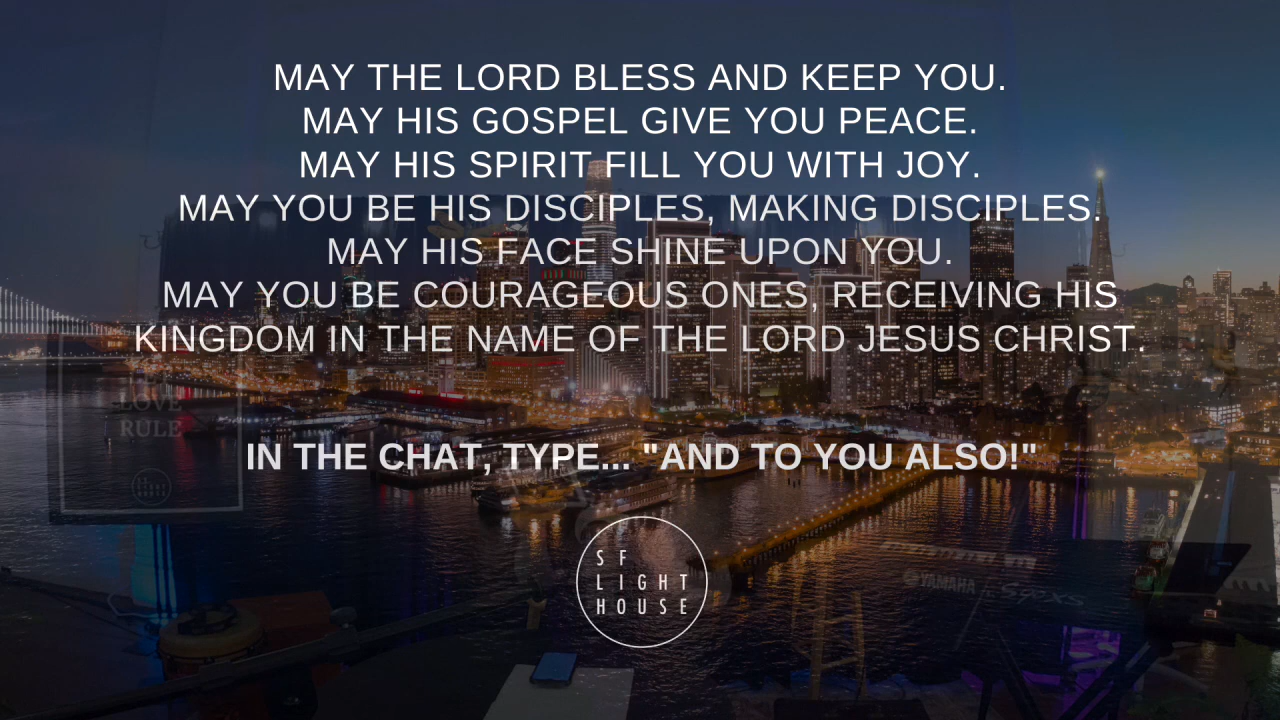 MAY THE LORD BLESS AND KEEP YOU.
MAY HIS GOSPEL GIVE YOU PEACE.
MAY HIS SPIRIT FILL YOU WITH JOY.
MAY YOU BE HIS DISCIPLES, MAKING DISCIPLES.
MAY HIS FACE SHINE UPON YOU.
MAY YOU BE COURAGEOUS ONES, RECEIVING HIS
KINGDOM IN THE NAME OF THE LORD JESUS CHRIST.
LOVE
RULE
IN THE CHAT, TYPE... "AND TO YOU ALSO!"
SF
LIGHT
HOUSE
YAMAHA S90XS